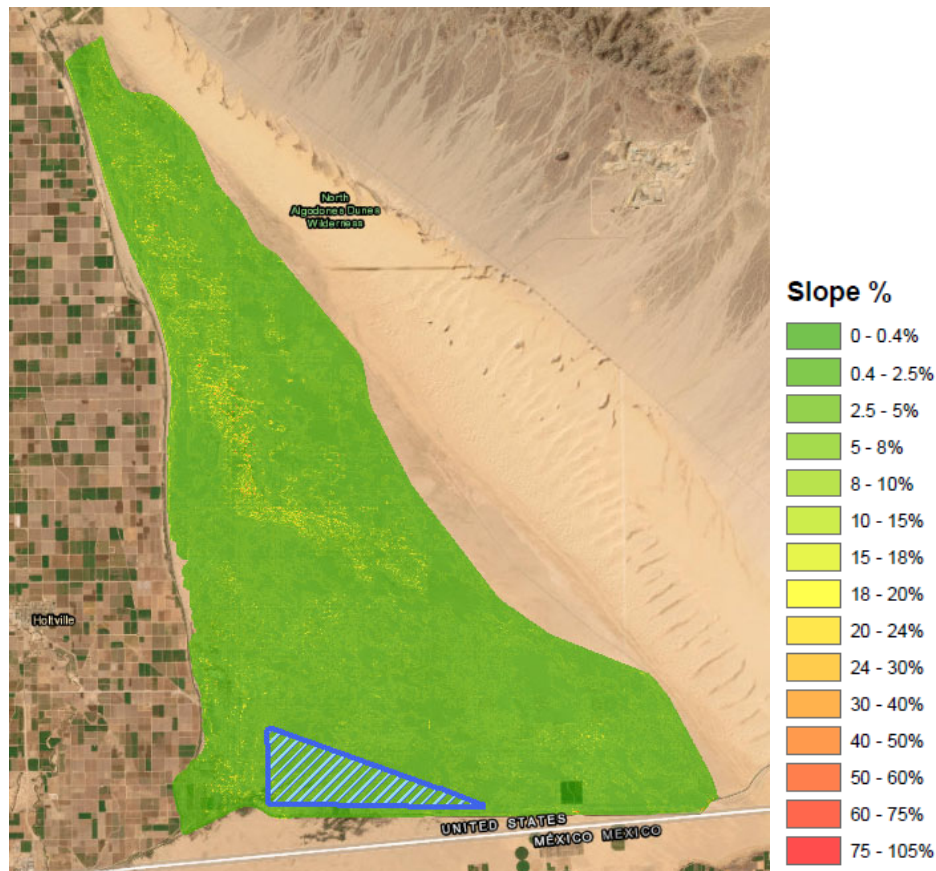 North
Algodones Dunes
Wilderness
Holtville
UNITED STATES
MÉXICO MEXICO
Slope %
0 - 0.4%
0.4 - 2.5%
2.5 - 5%
5 - 8%
8 - 10%
10 - 15%
15 - 18%
18 - 20%
20 - 24%
24 - 30%
30 - 40%
40 - 50%
50 - 60%
60 - 75%
75 - 105%